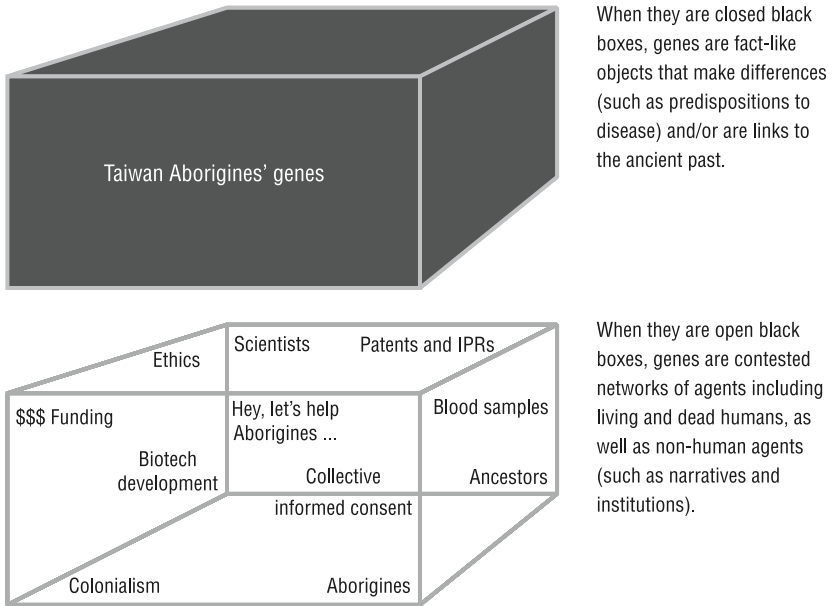 When they are closed black
boxes, genes are fact-like
objects that make differences
(such as predispositions to
disease) and/or are links to
the ancient past.
Taiwan Aborigines’ genes
When they are open black
boxes, genes are contested
networks of agents including
living and dead humans, as
well as non-human agents
(such as narratives and
institutions).
Ethics
Scientists
Patents and IPRs
$$$ Funding
Hey, let’s help
Aborigines ...
Blood samples
Biotech
development
Collective
informed consent
Ancestors
Colonialism
Aborigines